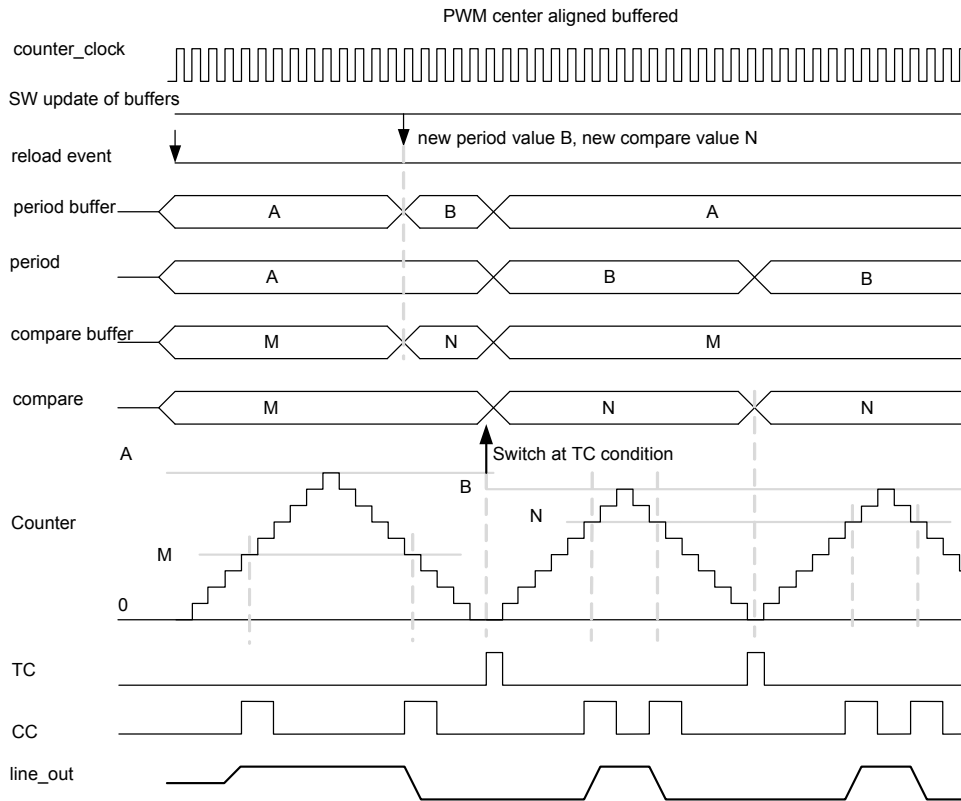 PWM center aligned buffered
counter_clock
SW update of buffers
new period value B, new compare value N
reload event
period buffer
A
B
A
period
A
B
B
compare buffer
M
N
M
compare
M
N
N
A
Switch at TC condition
B
Counter
N
M
0
TC
CC
line_out